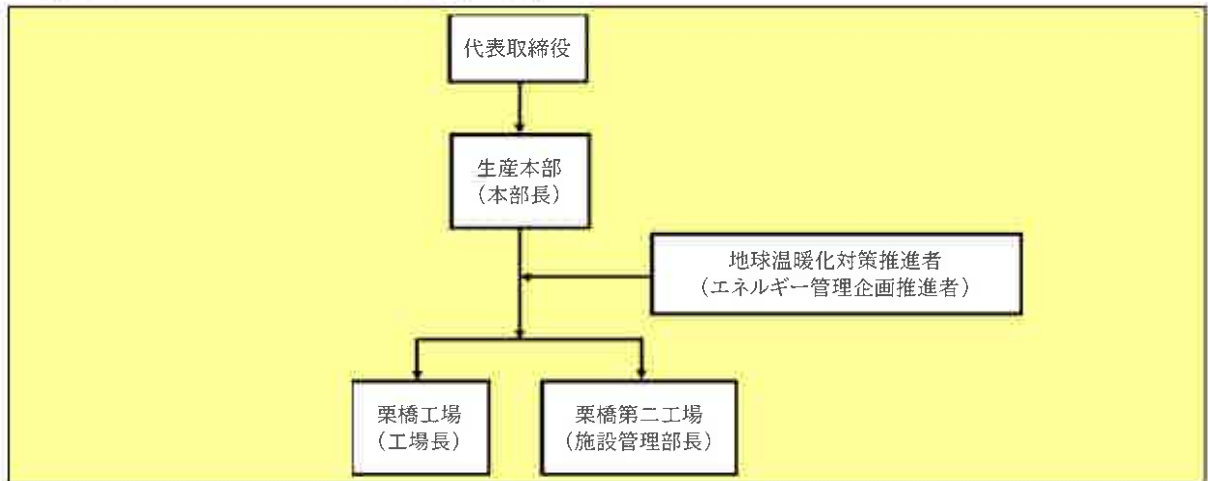 代表取締役
生産本部
（本部長）
地球温暖化対策推進者
（エネルギー管理企画推進者）
栗橋工場
（工場長）
栗橋第二工場
（施設管理部長）